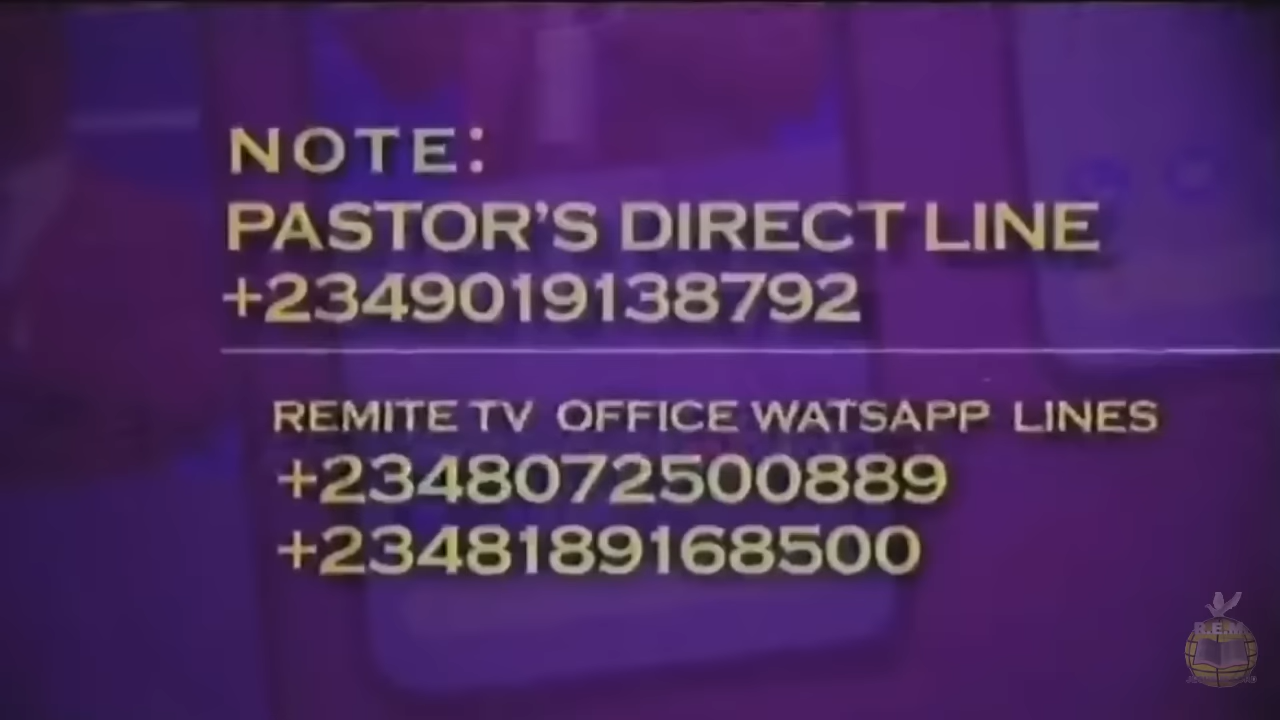 NOTE:
PASTOR'S DIRECT LINE
+2349019138792
REMITE TV OFFICE WATSAPP LINES
+2348072500889
+2348189168500
R.E.M